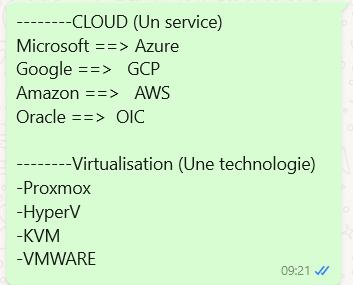 --------CLOUD (Un service)
Microsoft ==> Azure
Google ==>   GCP
Amazon ==>   AWS
Oracle ==>  OIC

--------Virtualisation (Une technologie)
-Proxmox
-HyperV
-KVM
-VMWARE
09:21